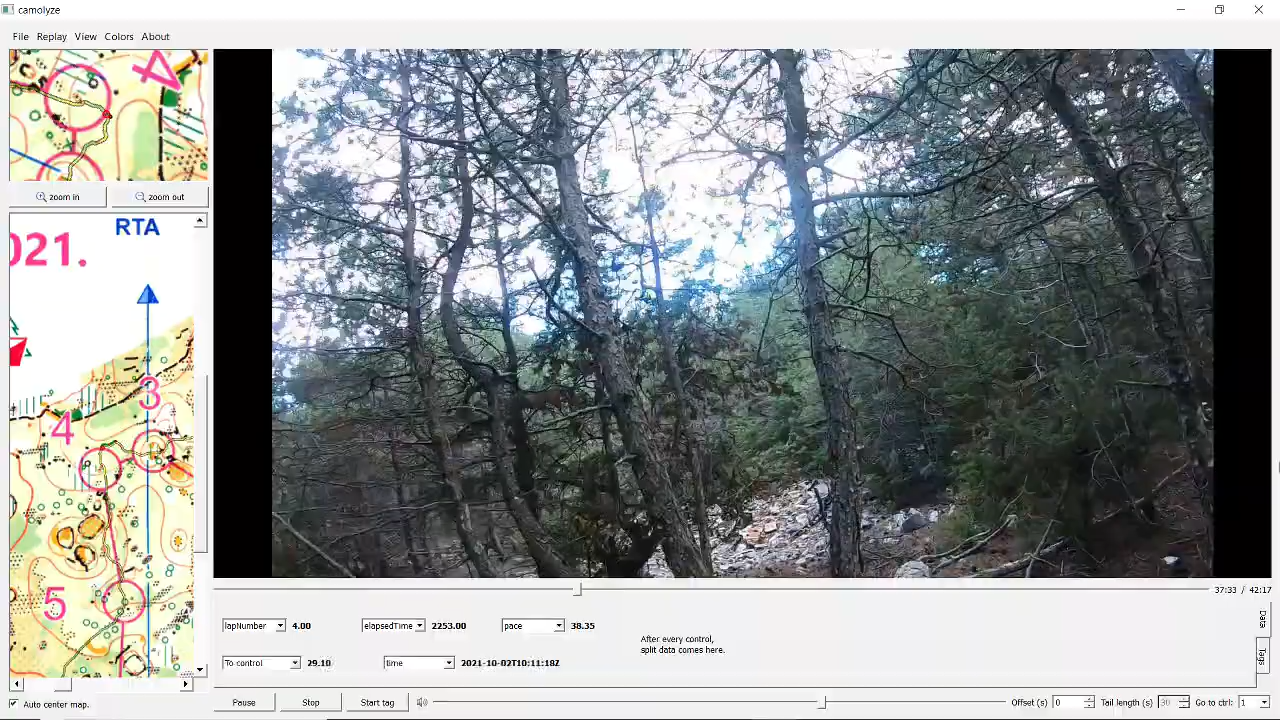 camolyze
File Replay View Colors About
4
zoom in zoom out
RTA
021.
3
4
5
37:33 / 42:17
lapNumber 4.00 elapsedTime 2253.00 pace 38.35
After every control,
split data comes here.
To control 29.10 time 2021-10-02T10:11:18Z
Data
Tags
Auto center map.
Pause Stop Start tag Offset (s) 0 Tail length (s) 30 Go to ctrl: 1